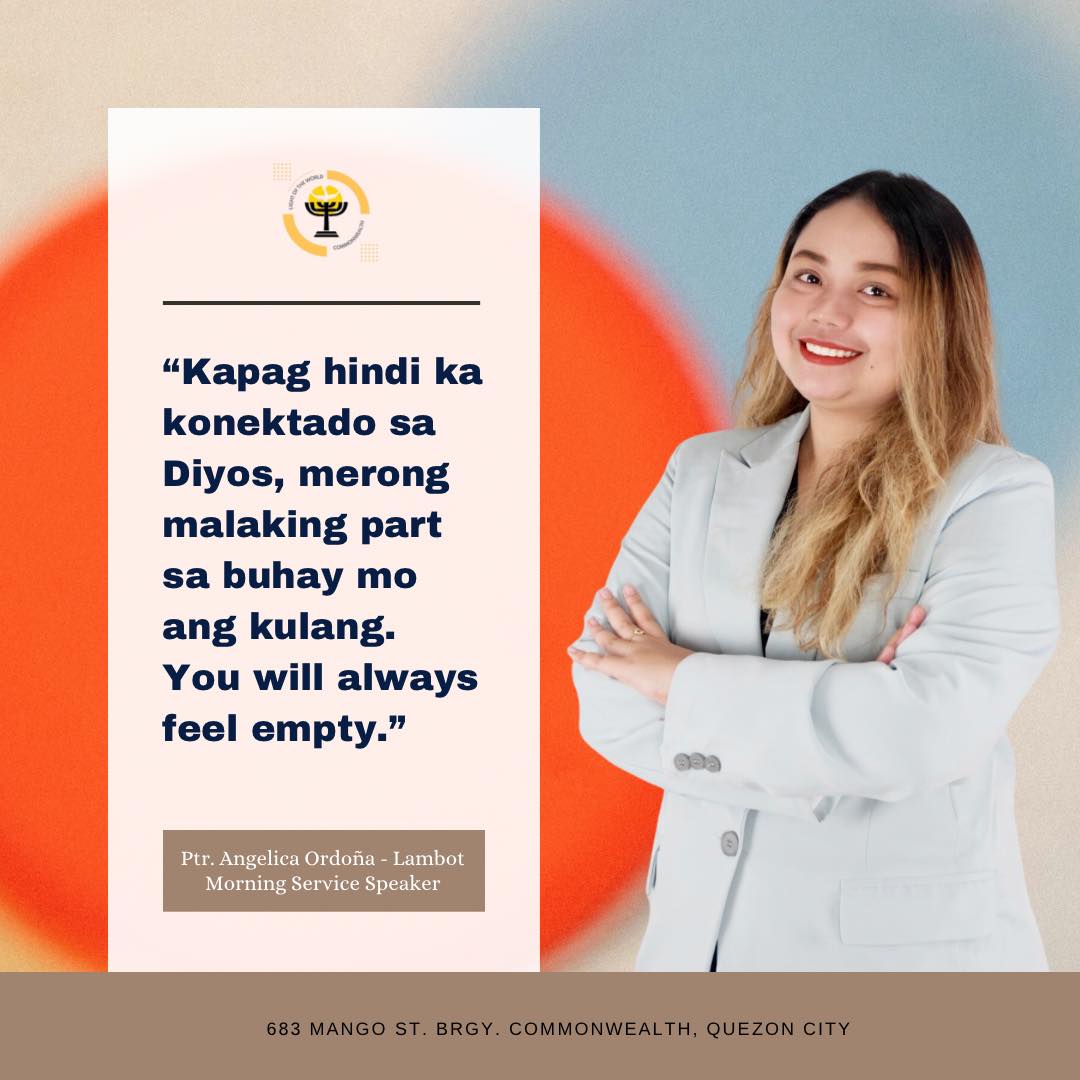 LIGHT OF THE WORLD
COMMONWEALTH
“Kapag hindi ka
konektado sa
Diyos, merong
malaking part
sa buhay mo
ang kulang.
You will always
feel empty.”
Ptr. Angelica Ordoña - Lambot
Morning Service Speaker
683 MANGO ST. BRGY. COMMONWEALTH, QUEZON CITY